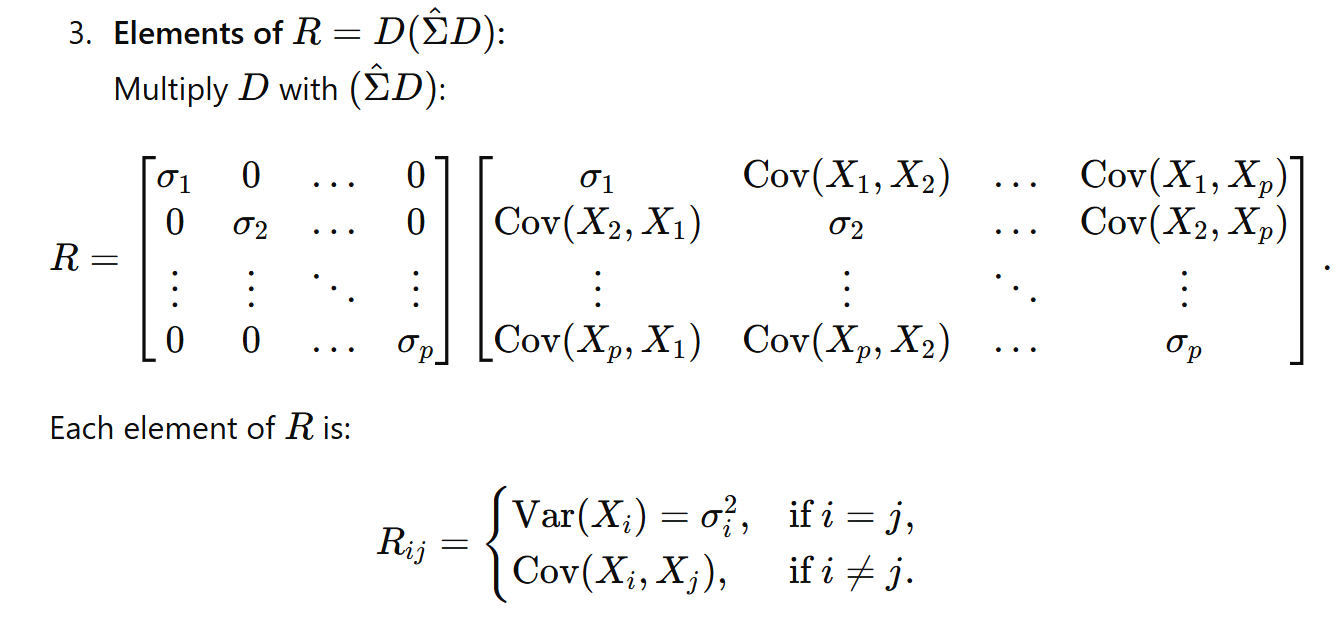 3. Elements of R = D(Σ̂D):
Multiply D with (Σ̂D):
R = [σ₁ 0 … 0; 0 σ₂ … 0; ⋮ ⋮ ⋱ ⋮; 0 0 … σₚ] [σ₁ Cov(X₁, X₂) … Cov(X₁, Xₚ); Cov(X₂, X₁) σ₂ … Cov(X₂, Xₚ); ⋮ ⋮ ⋱ ⋮; Cov(Xₚ, X₁) Cov(Xₚ, X₂) … σₚ].
Each element of R is:
Rᵢⱼ = { Var(Xᵢ) = σᵢ², if i = j,
Cov(Xᵢ, Xⱼ), if i ≠ j.